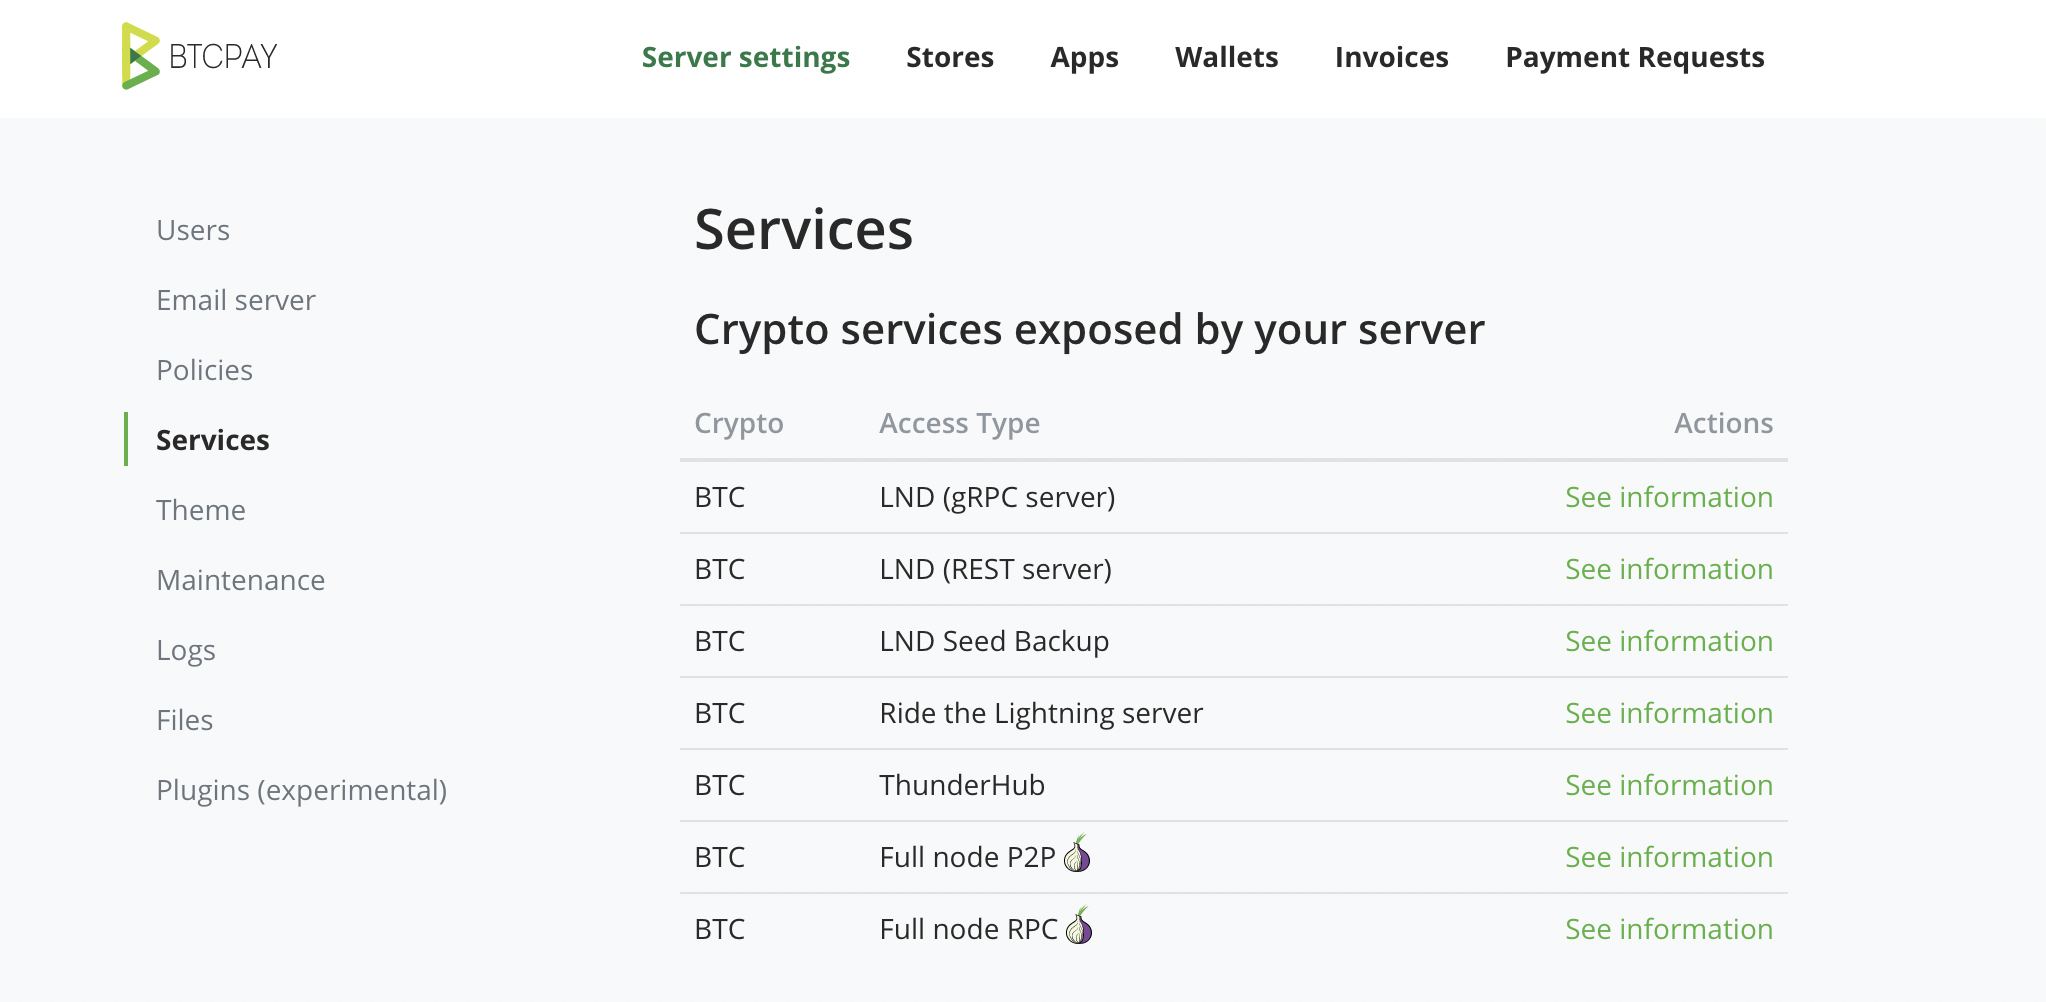 BTCPAY
Server settings Stores Apps Wallets Invoices Payment Requests
Users
Email server
Policies
Services
Theme
Maintenance
Logs
Files
Plugins (experimental)
Services
Crypto services exposed by your server
Crypto Access Type Actions
BTC LND (gRPC server) See information
BTC LND (REST server) See information
BTC LND Seed Backup See information
BTC Ride the Lightning server See information
BTC ThunderHub See information
BTC Full node P2P See information
BTC Full node RPC See information